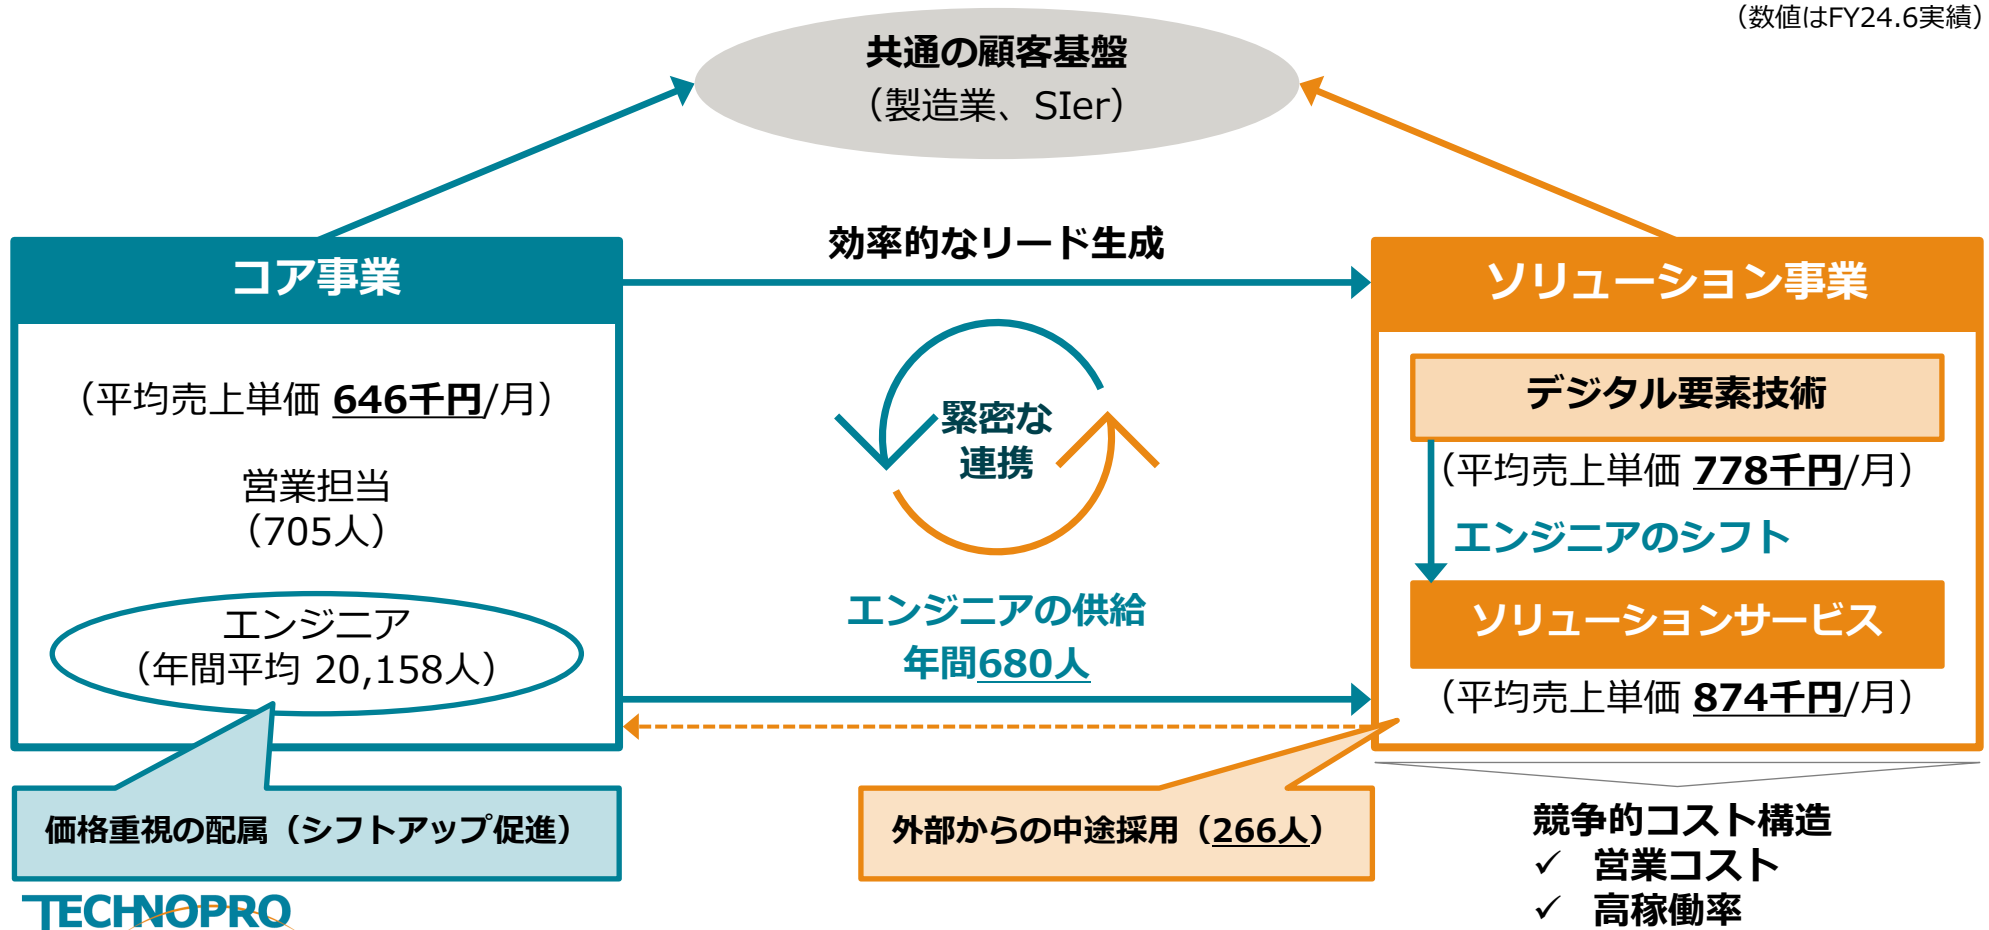 （数値はFY24.6実績）
共通の顧客基盤
（製造業、SIer）
効率的なリード生成
コア事業
（平均売上単価 646千円/月）
営業担当
（705人）
エンジニア
（年間平均 20,158人）
価格重視の配属（シフトアップ促進）
緊密な
連携
エンジニアの供給
年間680人
外部からの中途採用（266人）
ソリューション事業
デジタル要素技術
（平均売上単価 778千円/月）
エンジニアのシフト
ソリューションサービス
（平均売上単価 874千円/月）
競争的コスト構造
✓ 営業コスト
✓ 高稼働率
TECHNOPRO